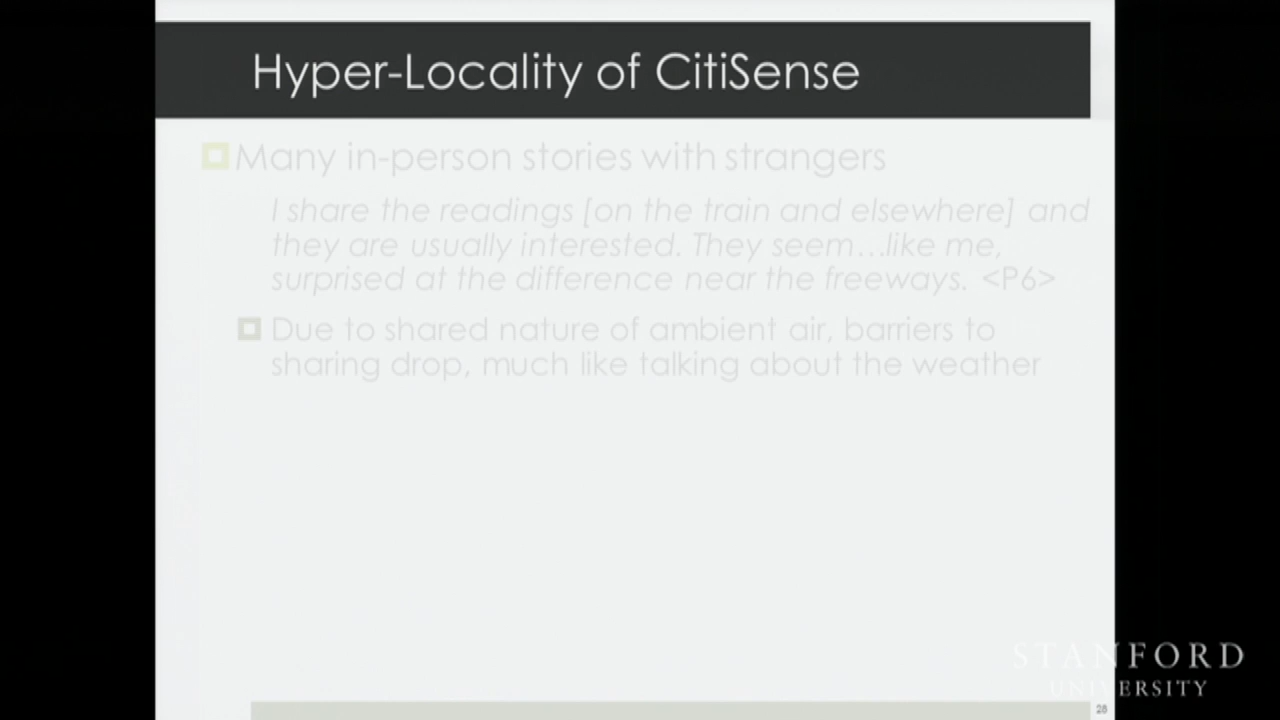 Hyper-Locality of CitiSense
Many in-person stories with strangers
I share the readings [on the train and elsewhere] and
they are usually interested. They seem...like me,
surprised at the difference near the freeways. <P6>
Due to shared nature of ambient air, barriers to
sharing drop, much like talking about the weather
STANFORD
UNIVERSITY
28